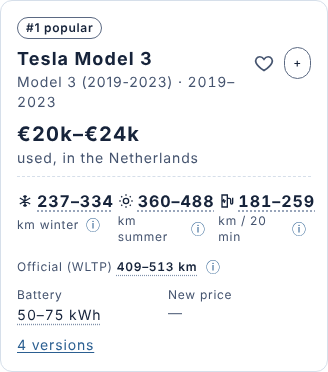 #1 popular
Tesla Model 3
+
Model 3 (2019-2023) · 2019–
2023
€20k–€24k
used, in the Netherlands
237–334 360–488 181–259
km winter km summer km / 20 min
Official (WLTP) 409–513 km
Battery New price
50–75 kWh —
4 versions